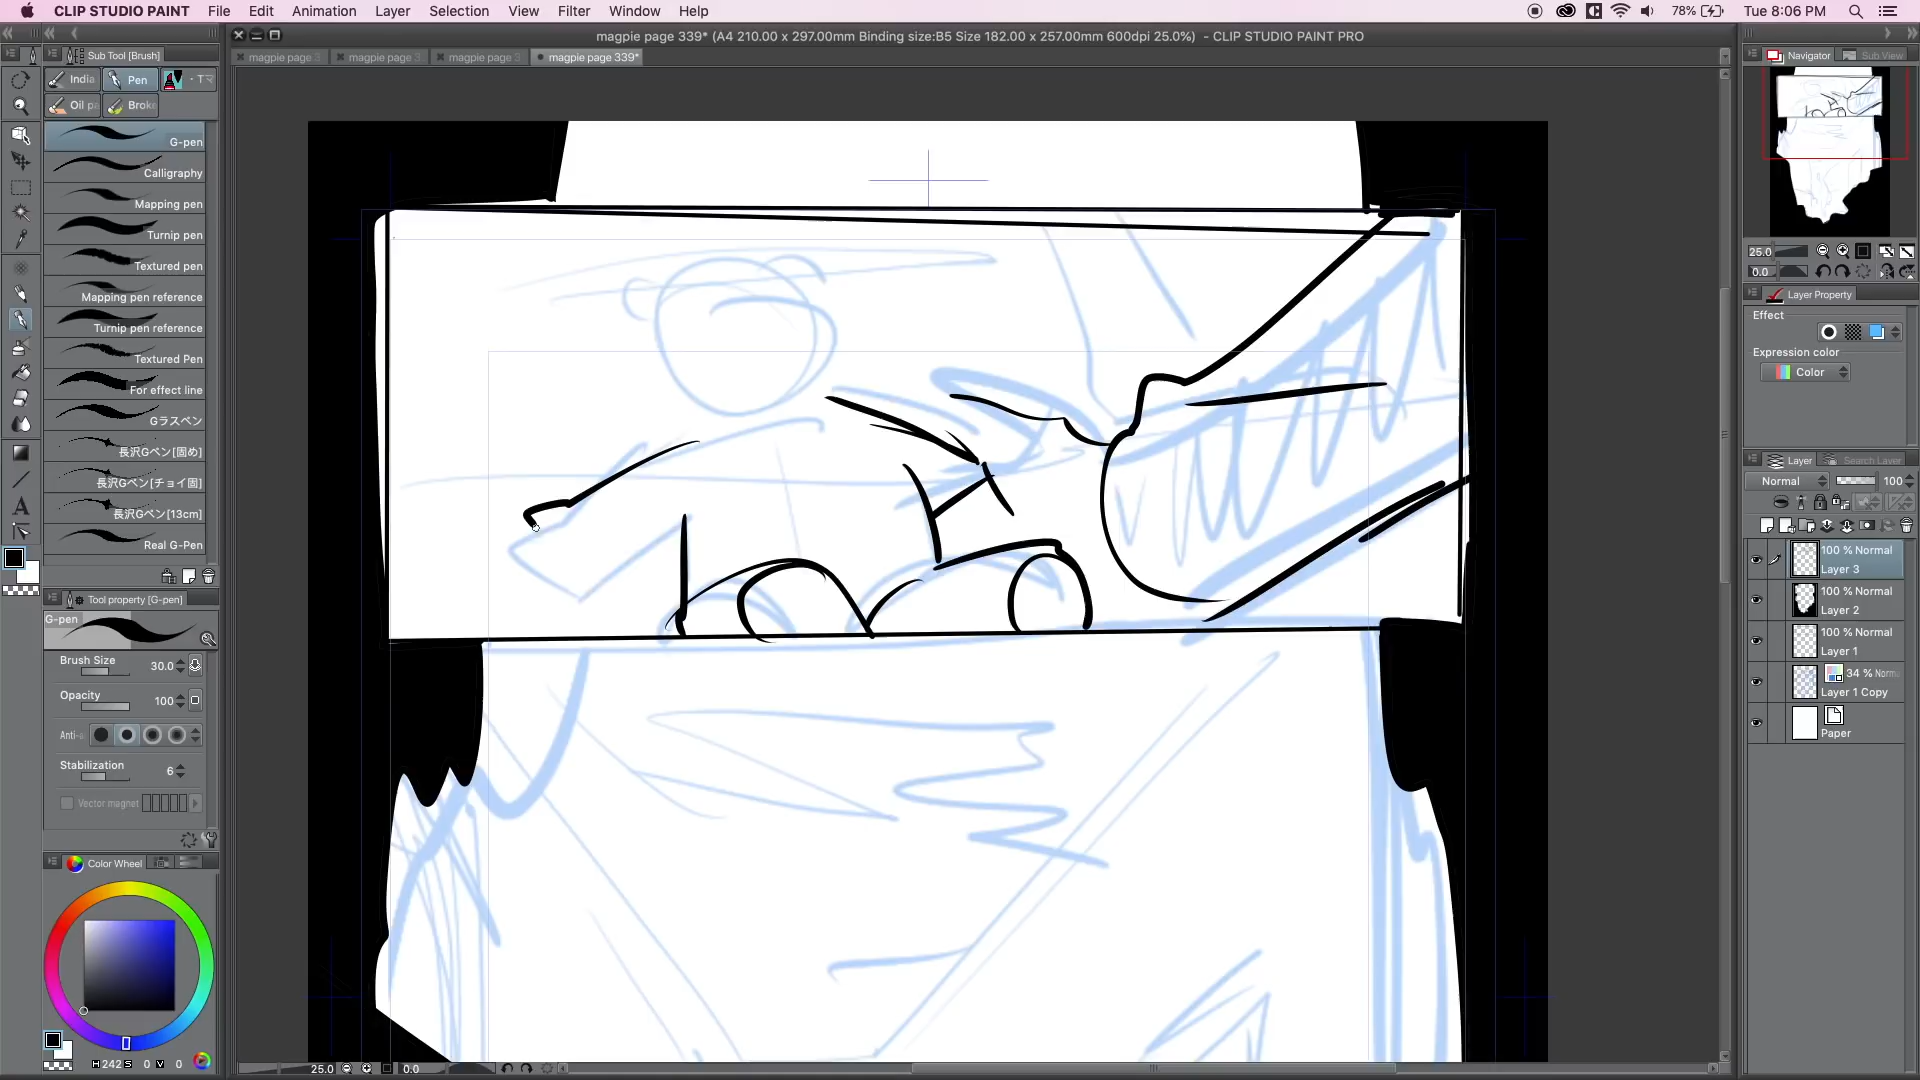 CLIP STUDIO PAINT File Edit Animation Layer Selection View Filter Window Help 78% Tue 8:06 PM
magpie page 339* (A4 210.00 x 297.00mm Binding size:B5 Size 182.00 x 257.00mm 600dpi 25.0%) - CLIP STUDIO PAINT PRO
magpie page 3 magpie page 3 magpie page 3 magpie page 339*
Sub Tool [Brush]
India Pen
Oil pa Broke
G-pen
Calligraphy
Mapping pen
Turnip pen
Textured pen
Mapping pen reference
Turnip pen reference
Textured Pen
For effect line
Gラスペン
長沢Gペン[固め]
長沢Gペン[チョイ固]
長沢Gペン[13cm]
Real G-Pen
Tool property [G-pen]
G-pen
Brush Size 30.0
Opacity 100
Anti-a
Stabilization 6
Vector magnet
Color Wheel
H 242 S 0 V 0
25.0 0.0
Navigator Sub View
25.0
0.0
Layer Property
Effect
Expression color
Color
Layer Search Layer
Normal 100
100 % Normal
Layer 3
100 % Normal
Layer 2
100 % Normal
Layer 1
34 % Norma
Layer 1 Copy
Paper